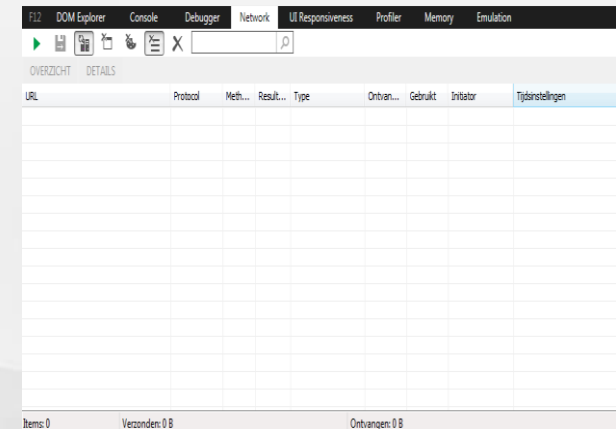 F12 DOM Explorer Console Debugger Network UI Responsiveness Profiler Memory Emulation
OVERZICHT DETAILS
URL Protocol Meth... Result... Type Ontvan... Gebruikt Initiator Tijdsinstellingen
Items: 0 Verzonden: 0 B Ontvangen: 0 B